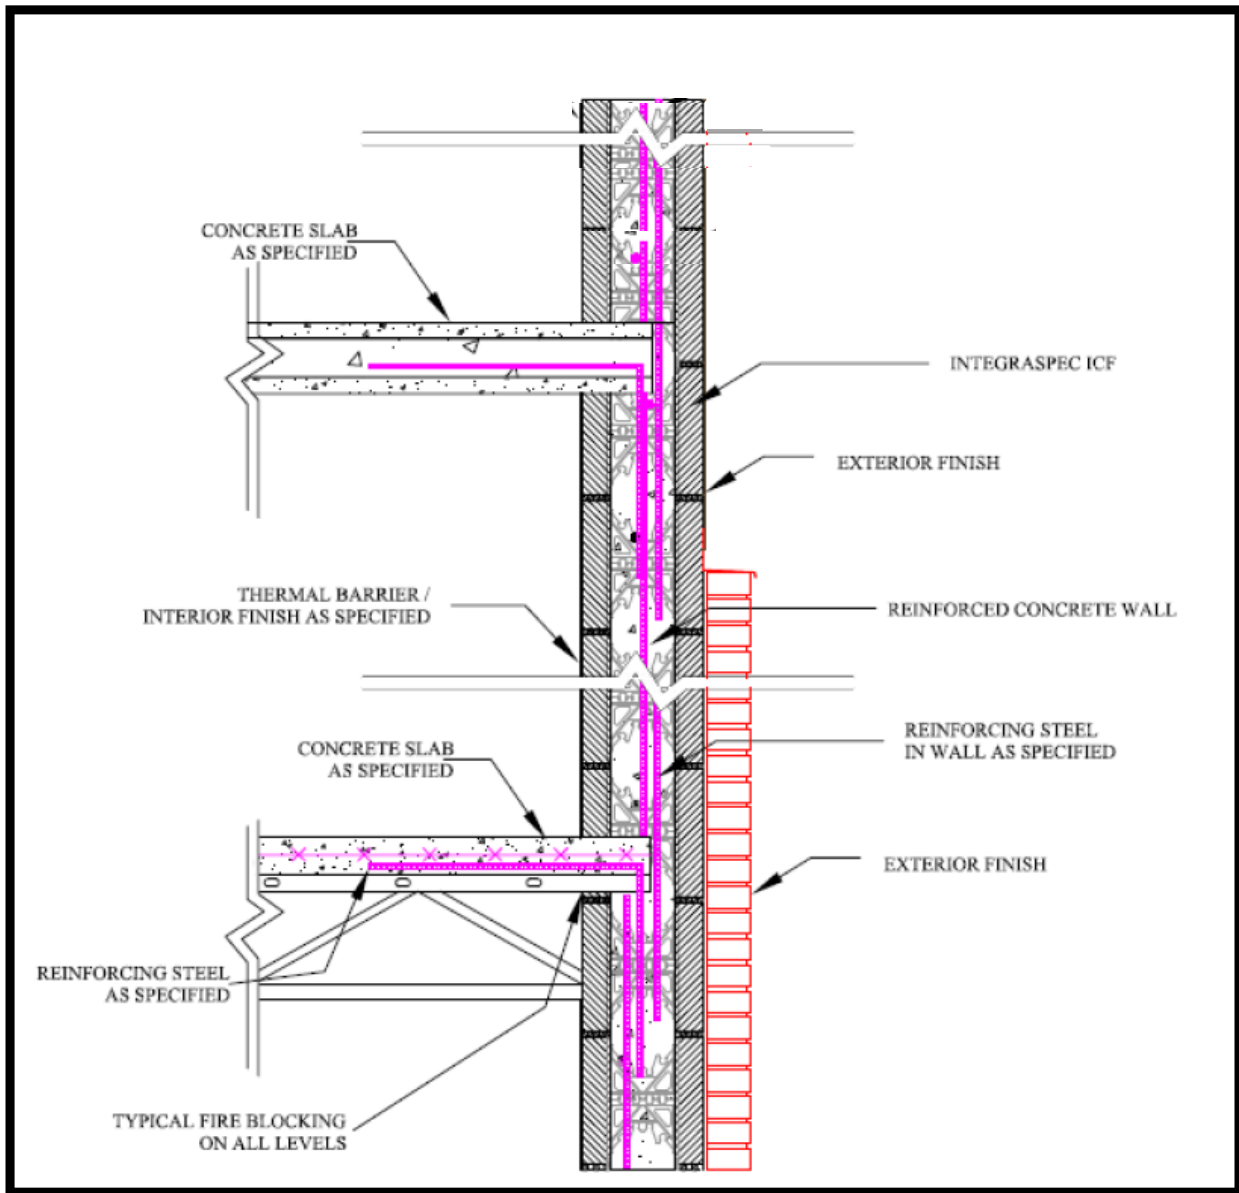 CONCRETE SLAB
AS SPECIFIED
INTEGRASPEC ICF
EXTERIOR FINISH
THERMAL BARRIER /
INTERIOR FINISH AS SPECIFIED
REINFORCED CONCRETE WALL
REINFORCING STEEL
IN WALL AS SPECIFIED
CONCRETE SLAB
AS SPECIFIED
EXTERIOR FINISH
REINFORCING STEEL
AS SPECIFIED
TYPICAL FIRE BLOCKING
ON ALL LEVELS